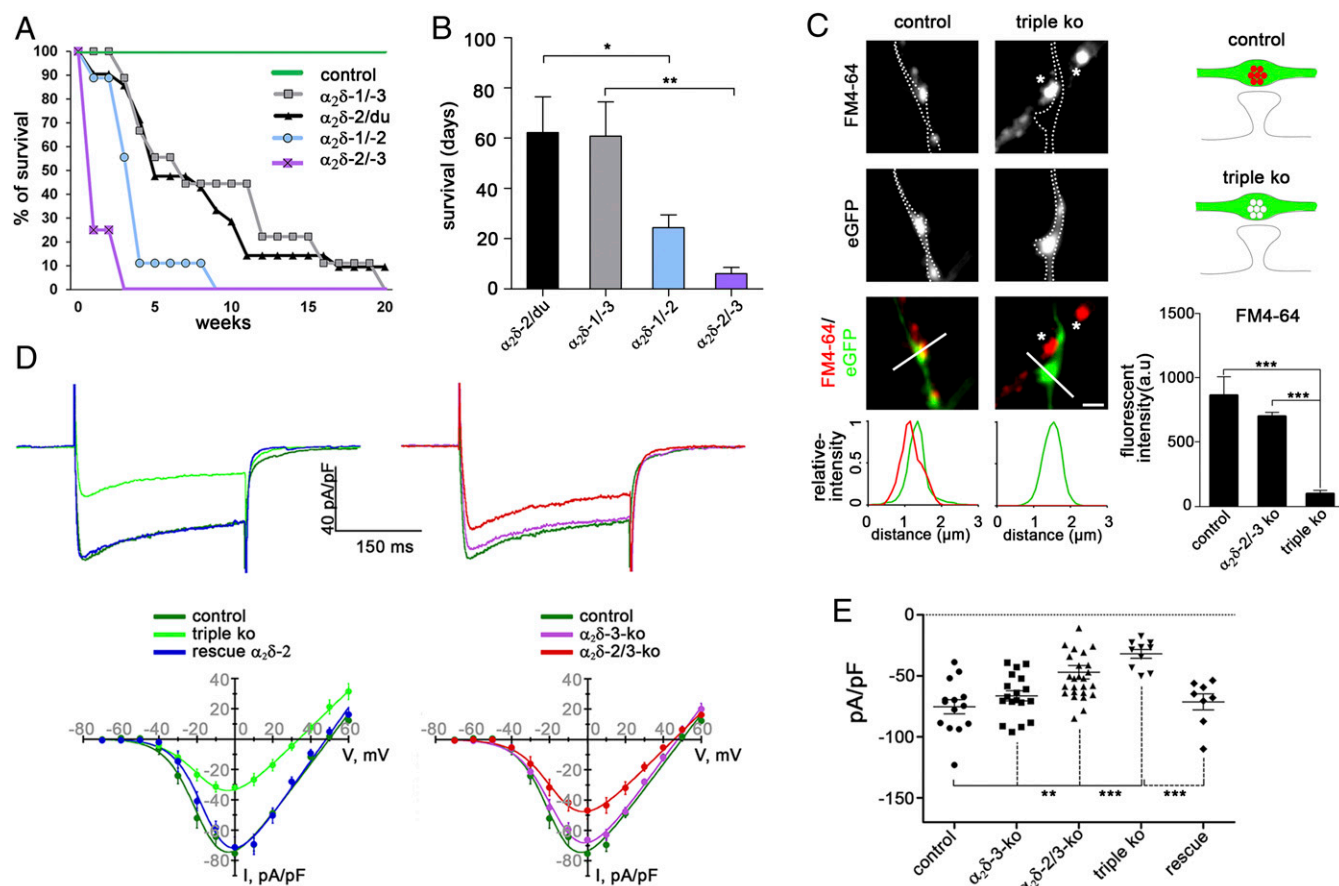 A
% of survival
100
90
80
70
60
50
40
30
20
10
0
0 5 10 15 20
weeks
control
α₂δ-1/-3
α₂δ-2/du
α₂δ-1/-2
α₂δ-2/-3
B
survival (days)
100
80
60
40
20
0
*
**
α₂δ-2/du
α₂δ-1/-3
α₂δ-1/-2
α₂δ-2/-3
C
control triple ko
FM4-64
* *
eGFP
FM4-64/
eGFP
* *
relative-
intensity
1
0.5
0
0 1 2 3
distance (µm)
0 1 2 3
distance (µm)
control
triple ko
FM4-64
fluorescent
intensity(a.u)
1500
1000
500
0
***
***
control
α₂δ-2/-3 ko
triple ko
D
40 pA/pF
150 ms
control
triple ko
rescue α₂δ-2
-80 -60 -40 -20 0 20 40 60
V, mV
40
20
-20
-40
-60
-80
I, pA/pF
control
α₂δ-3-ko
α₂δ-2/3-ko
-80 -60 -40 -20 0 20 40 60
V, mV
40
20
-20
-40
-60
-80
I, pA/pF
E
pA/pF
0
-50
-100
-150
** *** ***
control
α₂δ-3-ko
α₂δ-2/3-ko
triple ko
rescue